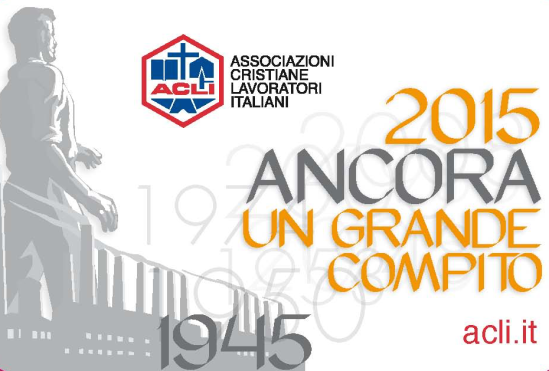 ACLI
ASSOCIAZIONI
CRISTIANE
LAVORATORI
ITALIANI
2015
ANCORA
UN GRANDE
COMPITO
1945
acli.it